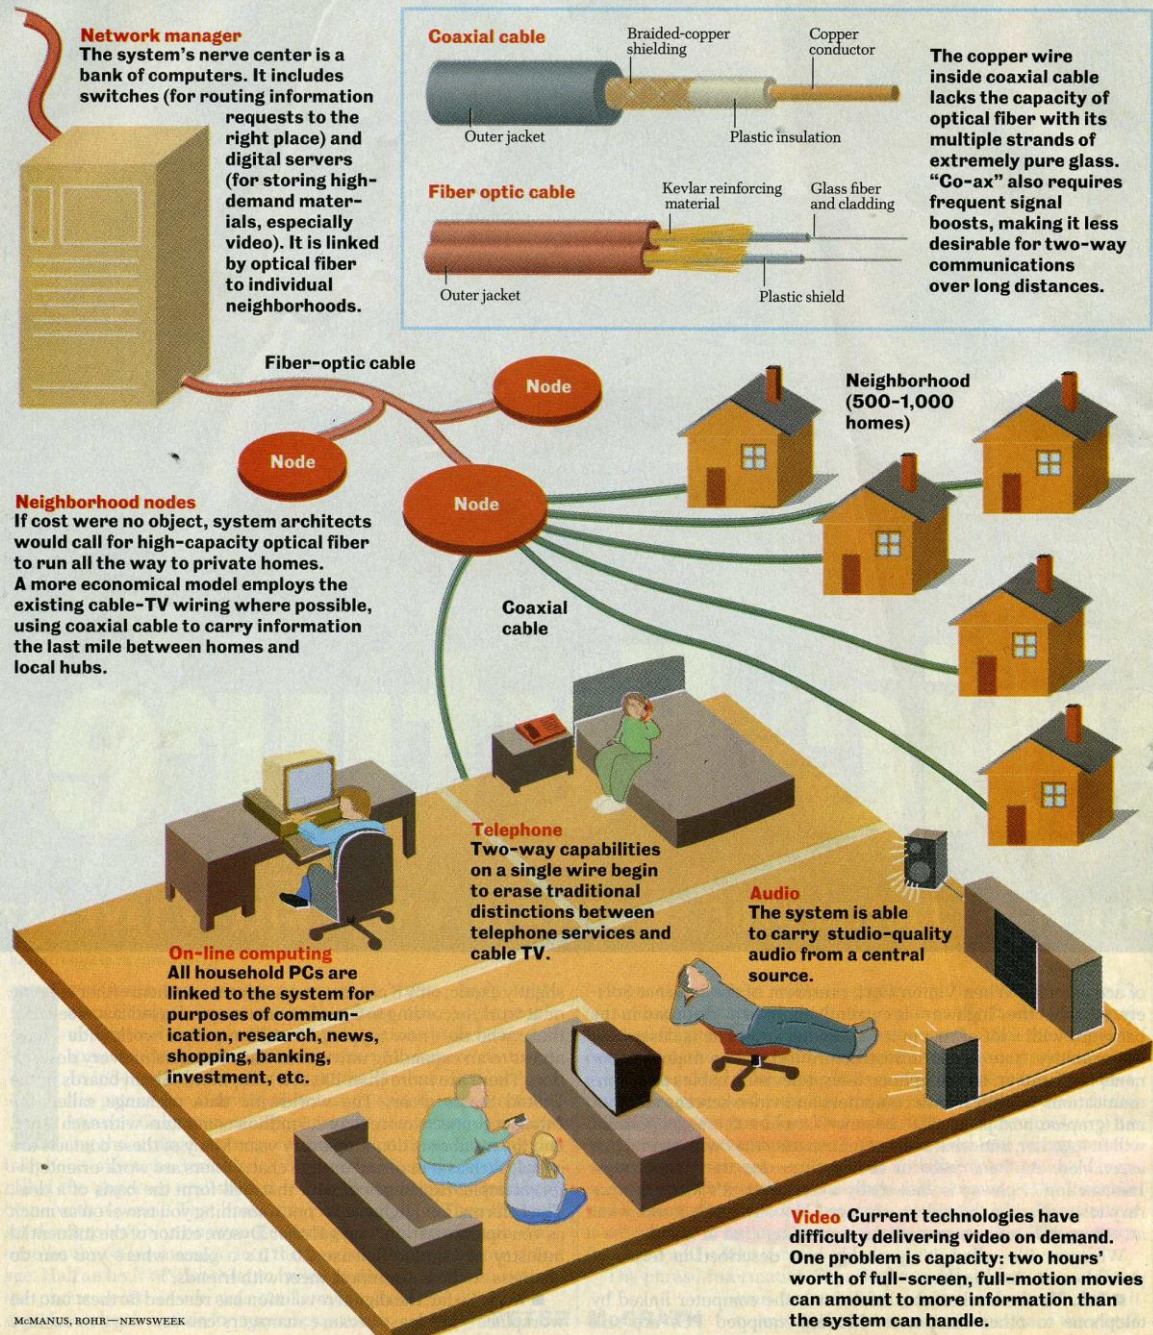 Network manager
The system's nerve center is a
bank of computers. It includes
switches (for routing information
requests to the
right place) and
digital servers
(for storing high-
demand mater-
ials, especially
video). It is linked
by optical fiber
to individual
neighborhoods.
Coaxial cable
Braided-copper
shielding
Copper
conductor
Outer jacket
Plastic insulation
Fiber optic cable
Kevlar reinforcing
material
Glass fiber
and cladding
Outer jacket
Plastic shield
The copper wire
inside coaxial cable
lacks the capacity of
optical fiber with its
multiple strands of
extremely pure glass.
“Co-ax” also requires
frequent signal
boosts, making it less
desirable for two-way
communications
over long distances.
Fiber-optic cable
Node
Node
Node
Neighborhood
(500-1,000
homes)
Neighborhood nodes
If cost were no object, system architects
would call for high-capacity optical fiber
to run all the way to private homes.
A more economical model employs the
existing cable-TV wiring where possible,
using coaxial cable to carry information
the last mile between homes and
local hubs.
Coaxial
cable
Telephone
Two-way capabilities
on a single wire begin
to erase traditional
distinctions between
telephone services and
cable TV.
Audio
The system is able
to carry studio-quality
audio from a central
source.
On-line computing
All household PCs are
linked to the system for
purposes of commun-
ication, research, news,
shopping, banking,
investment, etc.
Video Current technologies have
difficulty delivering video on demand.
One problem is capacity: two hours'
worth of full-screen, full-motion movies
can amount to more information than
the system can handle.
McMANUS, ROHR—NEWSWEEK